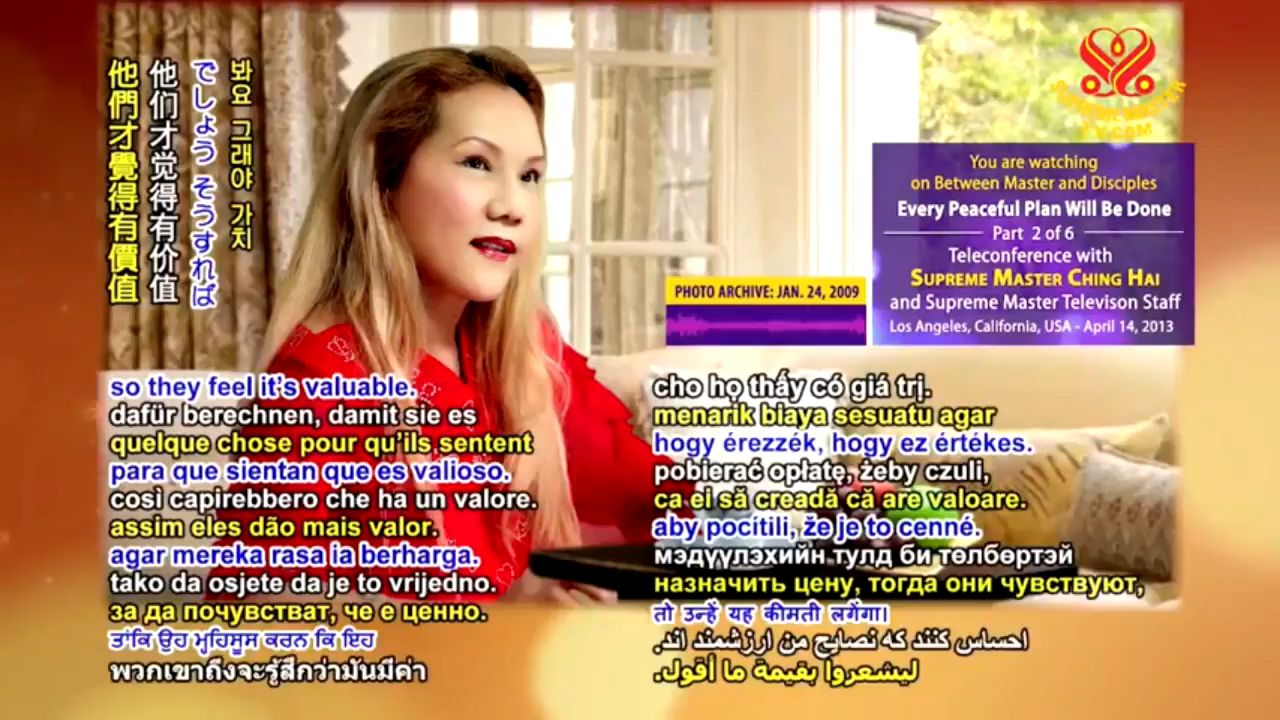 他們才覺得有價值
他们才觉得有价值
でしょう そうすれば
봐요 그래야 가치
SUPREME MASTER
TV.COM
You are watching
on Between Master and Disciples
Every Peaceful Plan Will Be Done
Part 2 of 6
Teleconference with
SUPREME MASTER CHING HAI
and Supreme Master Televison Staff
Los Angeles, California, USA - April 14, 2013
PHOTO ARCHIVE: JAN. 24, 2009
so they feel it's valuable.
dafür berechnen, damit sie es
quelque chose pour qu'ils sentent
para que sientan que es valioso.
così capirebbero che ha un valore.
assim eles dão mais valor.
agar mereka rasa ia berharga.
tako da osjete da je to vrijedno.
за да почувстват, че е ценно.
ਤਾਂਕਿ ਉਹ ਮੁਹਿਸੂਸ ਕਰਨ ਕਿ ਇਹ
พวกเขาถึงจะรู้สึกว่ามันมีค่า
cho họ thấy có giá trị.
menarik biaya sesuatu agar
hogy érezzék, hogy ez értékes.
pobierać opłatę, żeby czuli,
ca ei să creadă că are valoare.
aby pocítili, že je to cenné.
мэдүүлэхийн тулд би төлбөртэй
назначить цену, тогда они чувствуют,
तो उन्हें यह कीमती लगेगा।
احساس کنند که نصایح من ارزشمند اند.
ليشعروا بقيمة ما أقول.